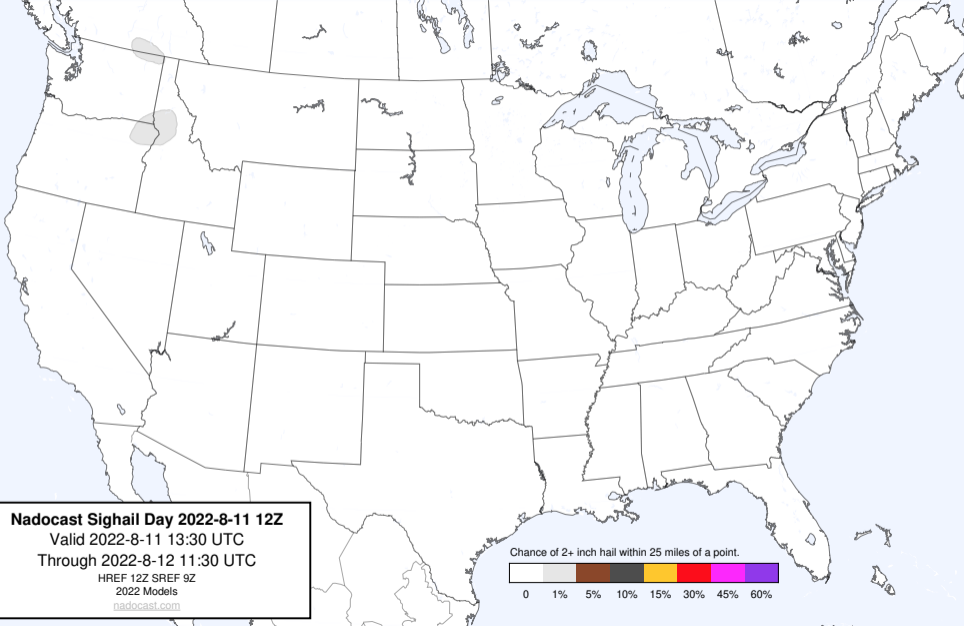 Nadocast Sighail Day 2022-8-11 12Z
Valid 2022-8-11 13:30 UTC
Through 2022-8-12 11:30 UTC
HREF 12Z SREF 9Z
2022 Models
nadocast.com
Chance of 2+ inch hail within 25 miles of a point.
0 1% 5% 10% 15% 30% 45% 60%